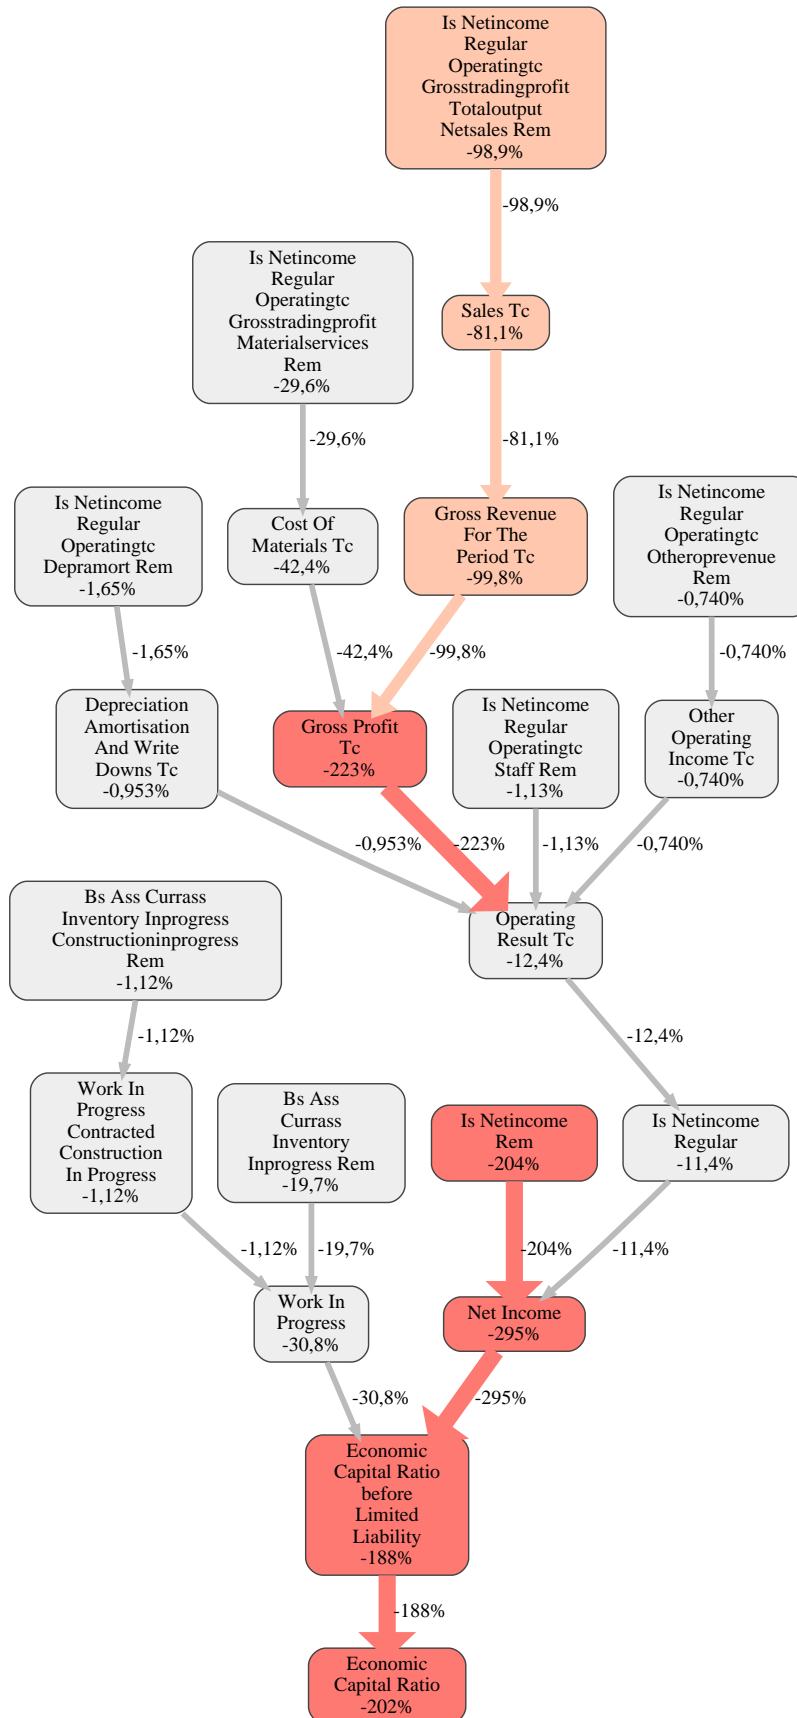 Is Netincome
Regular
Operatingtc
Grosstradingprofit
Totaloutput
Netsales Rem
-98,9%
-98,9%
Is Netincome
Regular
Operatingtc
Grosstradingprofit
Materialservices
Rem
-29,6%
Sales Tc
-81,1%
-29,6%
-81,1%
Is Netincome
Regular
Operatingtc
Depramort Rem
-1,65%
Cost Of
Materials Tc
-42,4%
Gross Revenue
For The
Period Tc
-99,8%
Is Netincome
Regular
Operatingtc
Otheroprevenue
Rem
-0,740%
-1,65%
-42,4%
-99,8%
-0,740%
Depreciation
Amortisation
And Write
Downs Tc
-0,953%
Gross Profit
Tc
-223%
Is Netincome
Regular
Operatingtc
Staff Rem
-1,13%
Other
Operating
Income Tc
-0,740%
-0,953%
-223%
-1,13%
-0,740%
Bs Ass Currass
Inventory Inprogress
Constructioninprogress
Rem
-1,12%
Operating
Result Tc
-12,4%
-1,12%
-12,4%
Work In
Progress
Contracted
Construction
In Progress
-1,12%
Bs Ass
Currass
Inventory
Inprogress Rem
-19,7%
Is Netincome
Rem
-204%
Is Netincome
Regular
-11,4%
-1,12%
-19,7%
-204%
-11,4%
Work In
Progress
-30,8%
Net Income
-295%
-30,8%
-295%
Economic
Capital Ratio
before
Limited
Liability
-188%
-188%
Economic
Capital Ratio
-202%